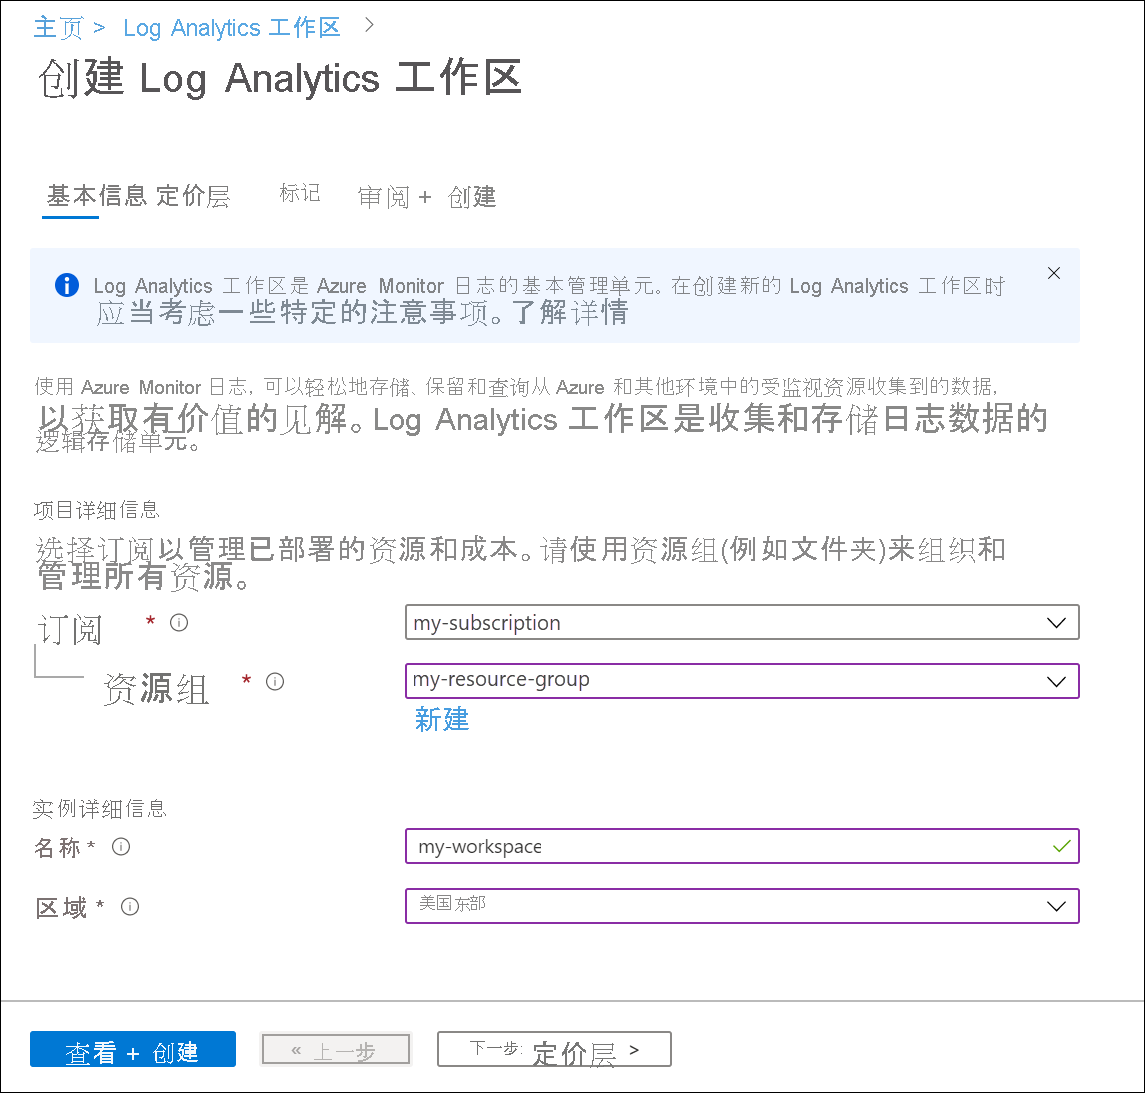 主页 > Log Analytics 工作区 >
创建 Log Analytics 工作区
基本信息 定价层 标记 审阅 + 创建
Log Analytics 工作区是 Azure Monitor 日志的基本管理单元。在创建新的 Log Analytics 工作区时
应当考虑一些特定的注意事项。了解详情
使用 Azure Monitor 日志, 可以轻松地存储、保留和查询从 Azure 和其他环境中的受监视资源收集到的数据,
以获取有价值的见解。Log Analytics 工作区是收集和存储日志数据的
逻辑存储单元。
项目详细信息
选择订阅以管理已部署的资源和成本。请使用资源组(例如文件夹)来组织和
管理所有资源。
订阅 * my-subscription
资源组 * my-resource-group
新建
实例详细信息
名称 * my-workspace
区域 * 美国东部
查看 + 创建 « 上一步 下一步: 定价层 >